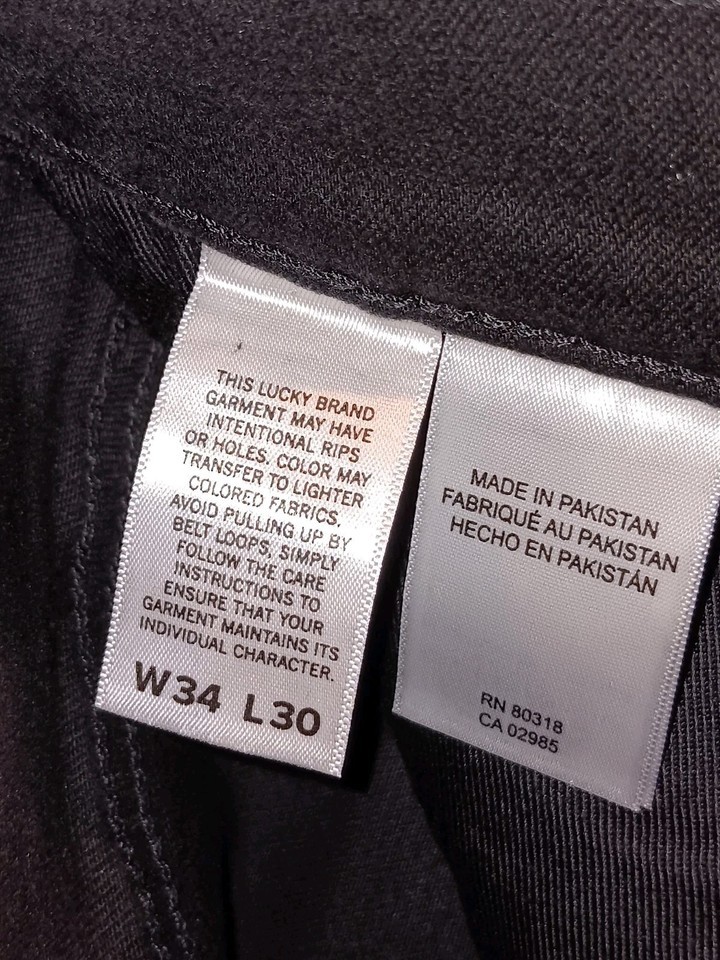 THIS LUCKY BRAND
GARMENT MAY HAVE
INTENTIONAL RIPS
OR HOLES. COLOR MAY
TRANSFER TO LIGHTER
COLORED FABRICS.
AVOID PULLING UP BY
BELT LOOPS, SIMPLY
FOLLOW THE CARE
INSTRUCTIONS TO
ENSURE THAT YOUR
GARMENT MAINTAINS ITS
INDIVIDUAL CHARACTER.
W34 L30
MADE IN PAKISTAN
FABRIQUÉ AU PAKISTAN
HECHO EN PAKISTÁN
RN 80318
CA 02985